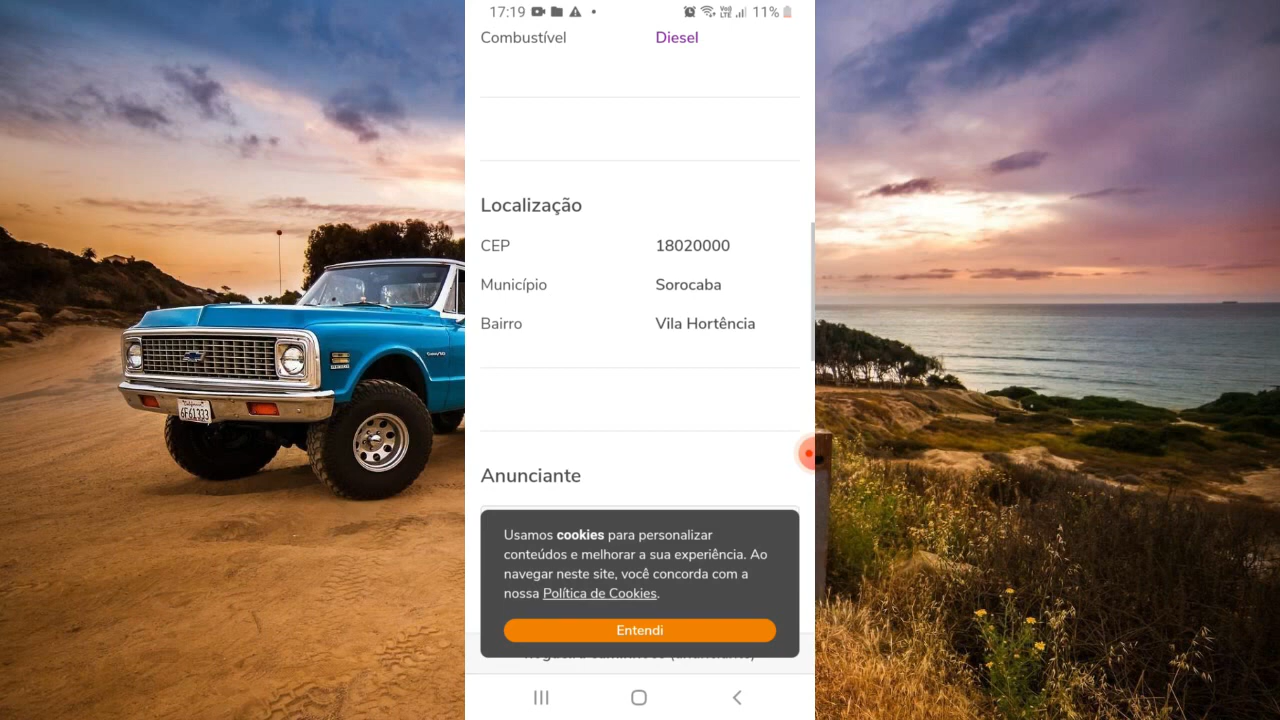 17:19
11%
Combustível Diesel
Localização
CEP 18020000
Município Sorocaba
Bairro Vila Hortência
Anunciante
Usamos cookies para personalizar
conteúdos e melhorar a sua experiência. Ao
navegar neste site, você concorda com a
nossa Política de Cookies.
Entendi